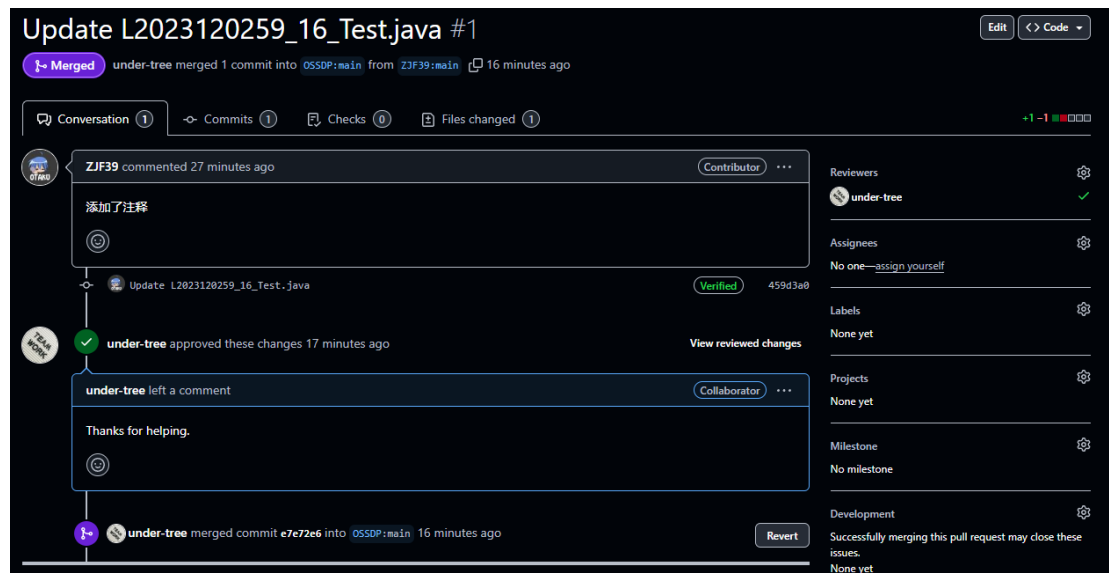 Update L2023120259_16_Test.java #1
Edit
<> Code
Merged
under-tree merged 1 commit into OSSDP:main from ZJF39:main 16 minutes ago
Conversation 1
Commits 1
Checks 0
Files changed 1
+1 −1
OTAKU
ZJF39 commented 27 minutes ago
Contributor
添加了注释
Update L2023120259_16_Test.java
Verified
459d3a0
TEAM WORK
under-tree approved these changes 17 minutes ago
View reviewed changes
under-tree left a comment
Collaborator
Thanks for helping.
under-tree merged commit e7e72e6 into OSSDP:main 16 minutes ago
Revert
Reviewers
under-tree
Assignees
No one—assign yourself
Labels
None yet
Projects
None yet
Milestone
No milestone
Development
Successfully merging this pull request may close these
issues.
None yet